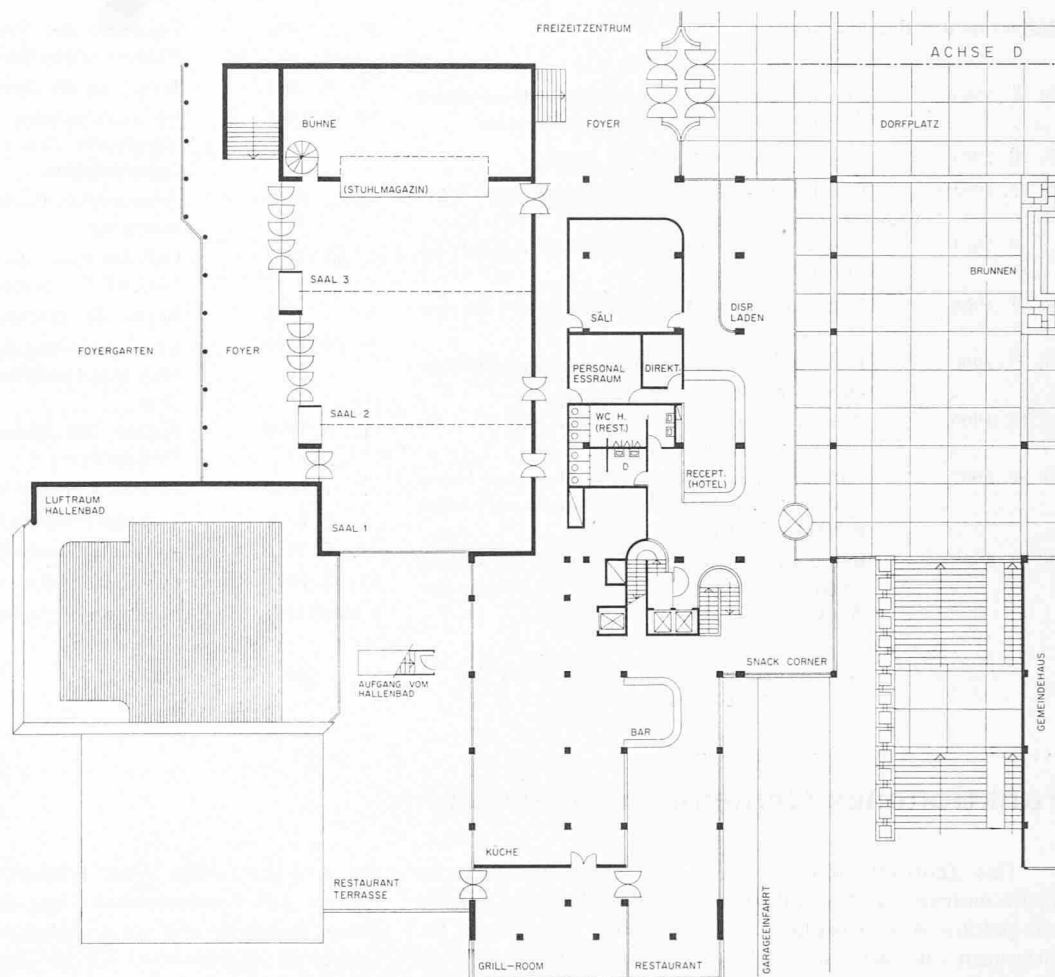 FREIZEITZENTRUM
ACHSE D
BÜHNE
FOYER
DORFPLATZ
(STUHLMAGAZIN)
SAAL 3
BRUNNEN
DISP.
LADEN
SÄLI
FOYERGARTEN
FOYER
PERSONAL
ESSRAUM
DIREKT.
SAAL 2
WC H.
(REST.)
D
RECEPT.
(HOTEL)
LUFTRAUM
HALLENBAD
SAAL 1
SNACK CORNER
GEMEINDEHAUS
AUFGANG VOM
HALLENBAD
BAR
KÜCHE
RESTAURANT
TERRASSE
GARAGEEINFAHRT
GRILL-ROOM
RESTAURANT